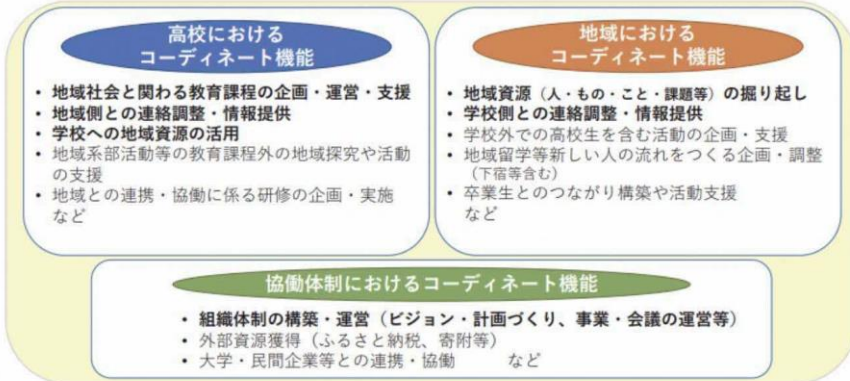 高校における
コーディネート機能
・ 地域社会と関わる教育課程の企画・運営・支援
・ 地域側との連絡調整・情報提供
・ 学校への地域資源の活用
・ 地域系部活動等の教育課程外の地域探究や活動
の支援
・ 地域との連携・協働に係る研修の企画・実施
など
地域における
コーディネート機能
・ 地域資源（人・もの・こと・課題等）の掘り起し
・ 学校側との連絡調整・情報提供
・ 学校外での高校生を含む活動の企画・支援
・ 地域留学等新しい人の流れをつくる企画・調整
（下宿等含む）
・ 卒業生とのつながり構築や活動支援
など
協働体制におけるコーディネート機能
・ 組織体制の構築・運営（ビジョン・計画づくり、事業・会議の運営等）
・ 外部資源獲得（ふるさと納税、寄附等）
・ 大学・民間企業等との連携・協働 など